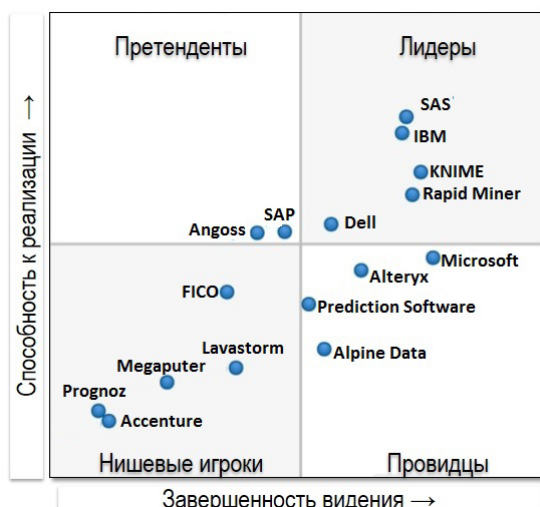 Претенденты
Лидеры
Способность к реализации →
SAS
IBM
KNIME
Rapid Miner
SAP
Angoss
Dell
Microsoft
Alteryx
FICO
Prediction Software
Lavastorm
Alpine Data
Megaputer
Prognoz
Accenture
Нишевые игроки
Провидцы
Завершенность видения →